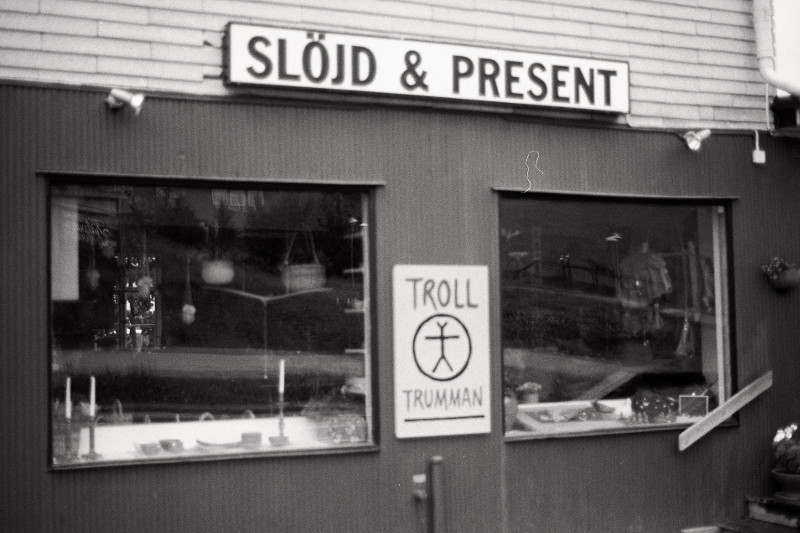 SLÖJD & PRESENT
TROLL
TRUMMAN